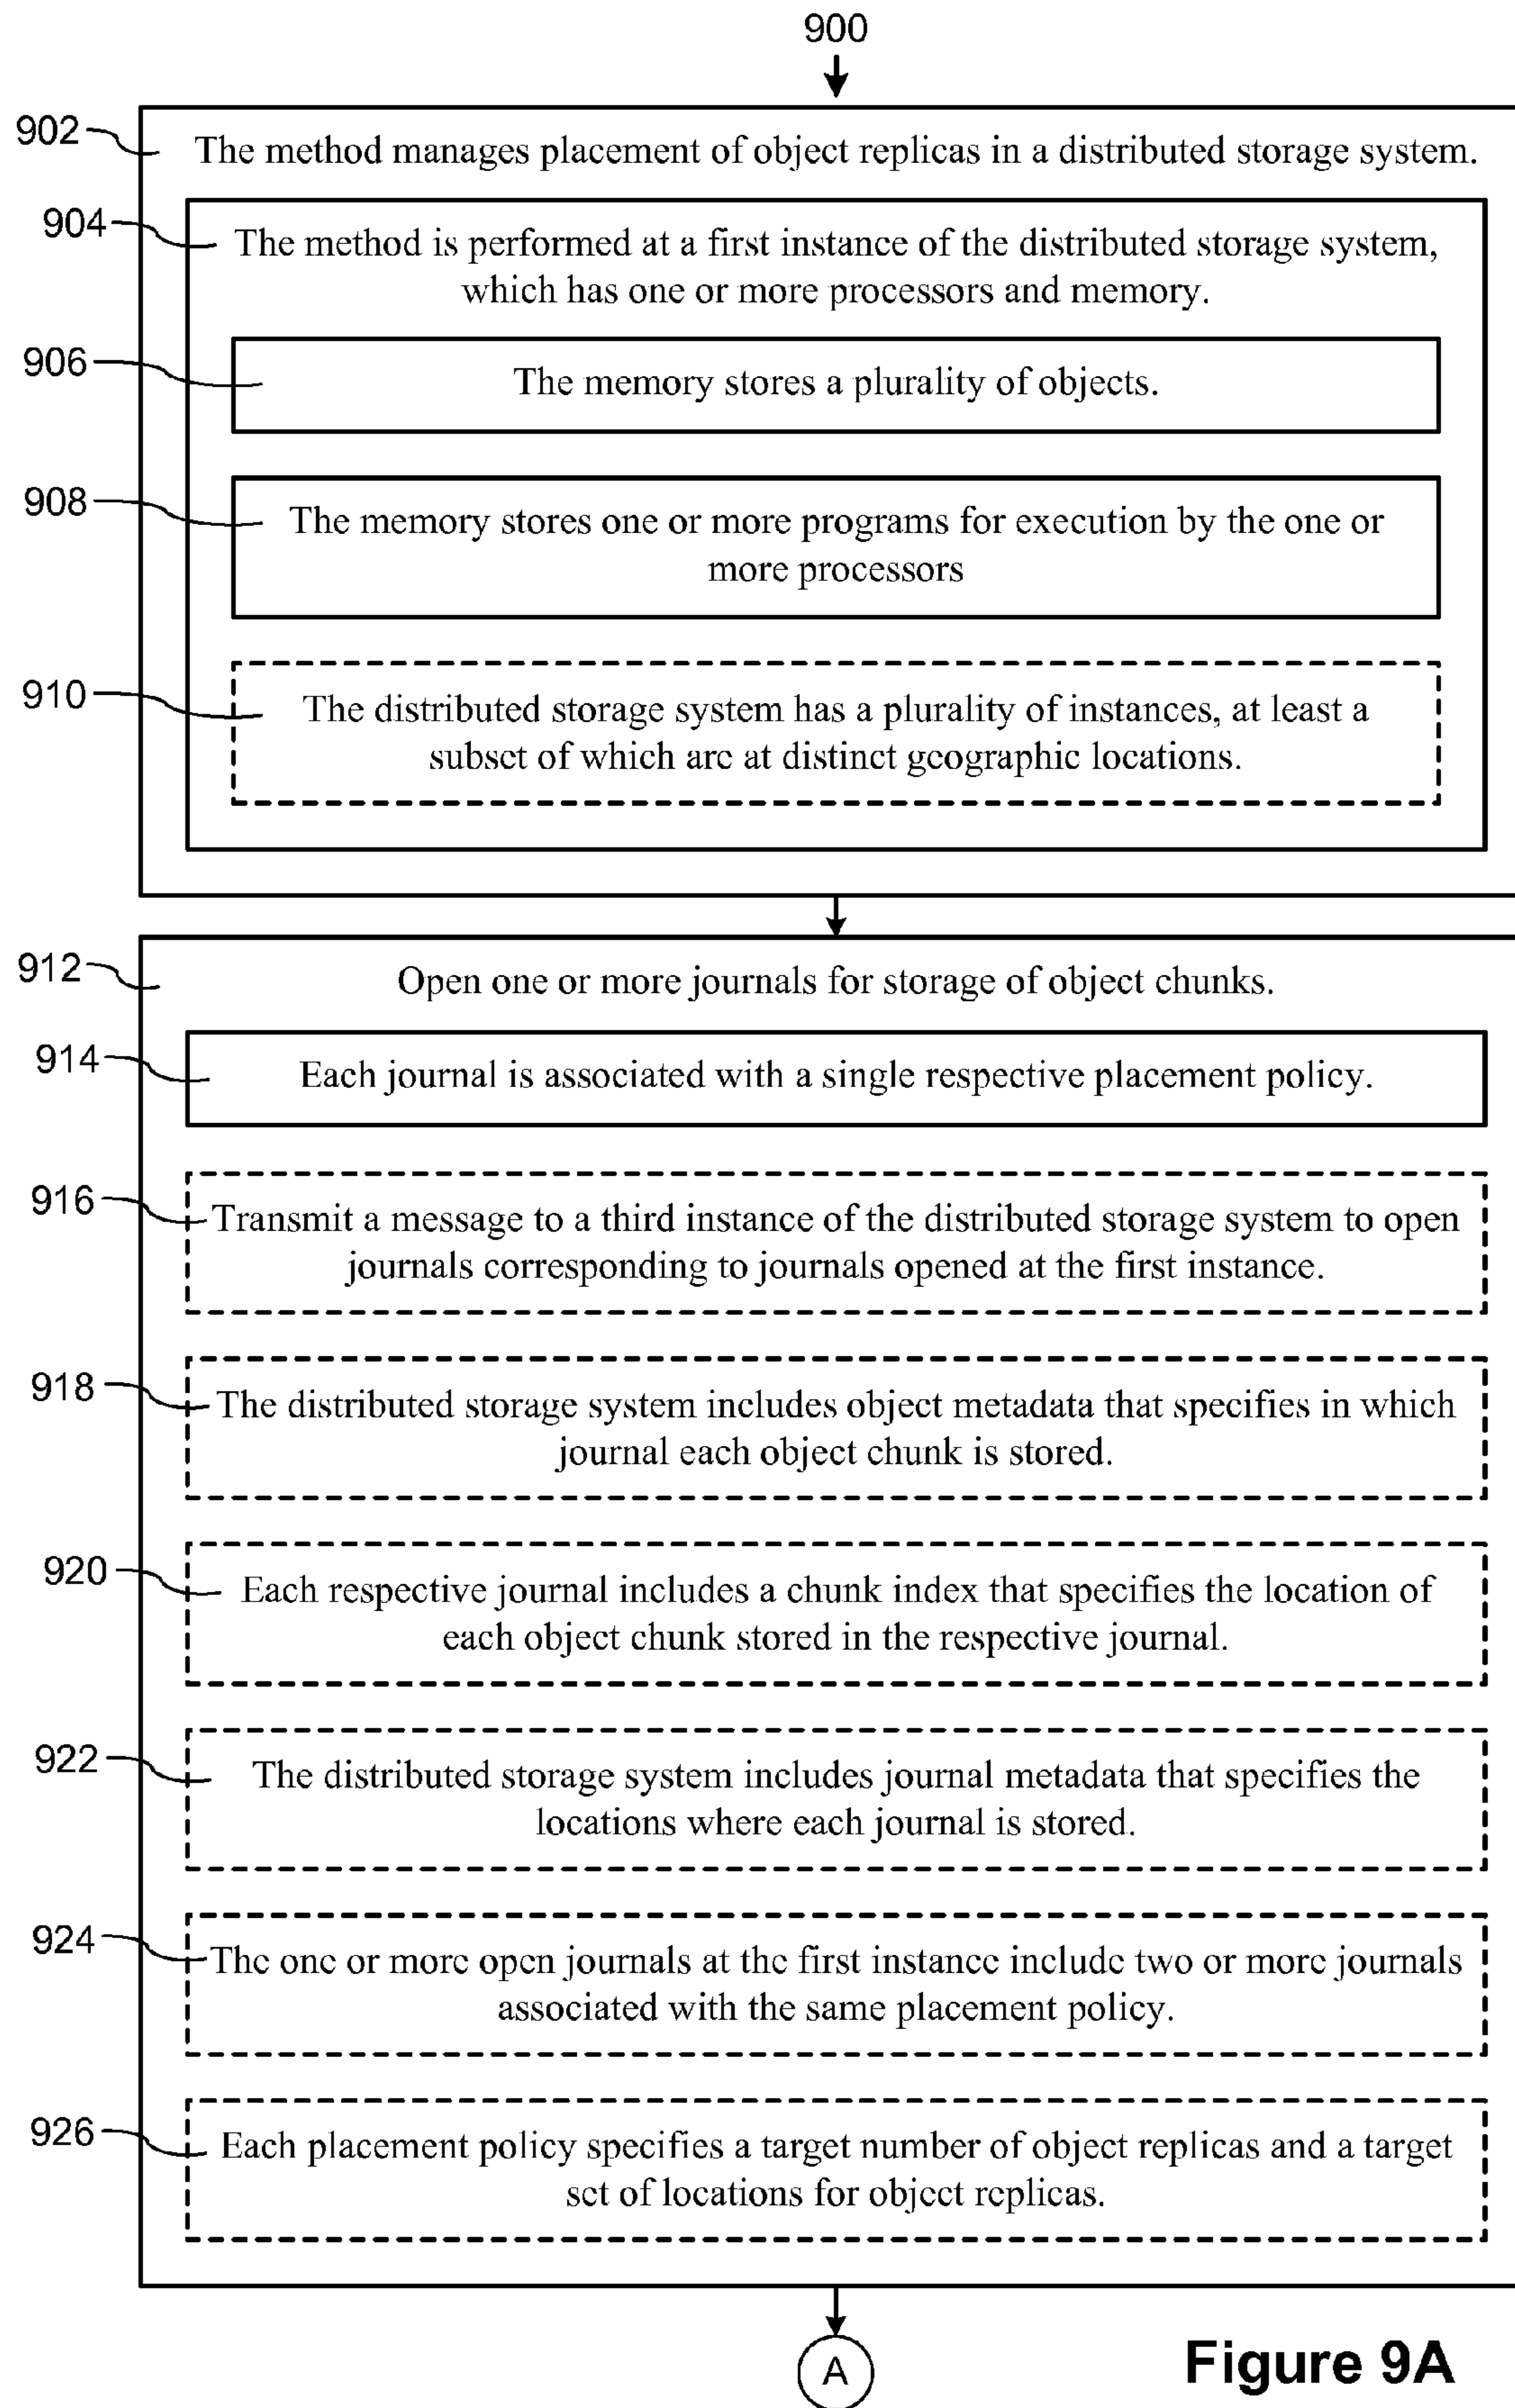 900
902
The method manages placement of object replicas in a distributed storage system.
904
The method is performed at a first instance of the distributed storage system,
which has one or more processors and memory.
906
The memory stores a plurality of objects.
908
The memory stores one or more programs for execution by the one or
more processors
910
The distributed storage system has a plurality of instances, at least a
subset of which are at distinct geographic locations.
912
Open one or more journals for storage of object chunks.
914
Each journal is associated with a single respective placement policy.
916
Transmit a message to a third instance of the distributed storage system to open
journals corresponding to journals opened at the first instance.
918
The distributed storage system includes object metadata that specifies in which
journal each object chunk is stored.
920
Each respective journal includes a chunk index that specifies the location of
each object chunk stored in the respective journal.
922
The distributed storage system includes journal metadata that specifies the
locations where each journal is stored.
924
The one or more open journals at the first instance include two or more journals
associated with the same placement policy.
926
Each placement policy specifies a target number of object replicas and a target
set of locations for object replicas.
A
Figure 9A